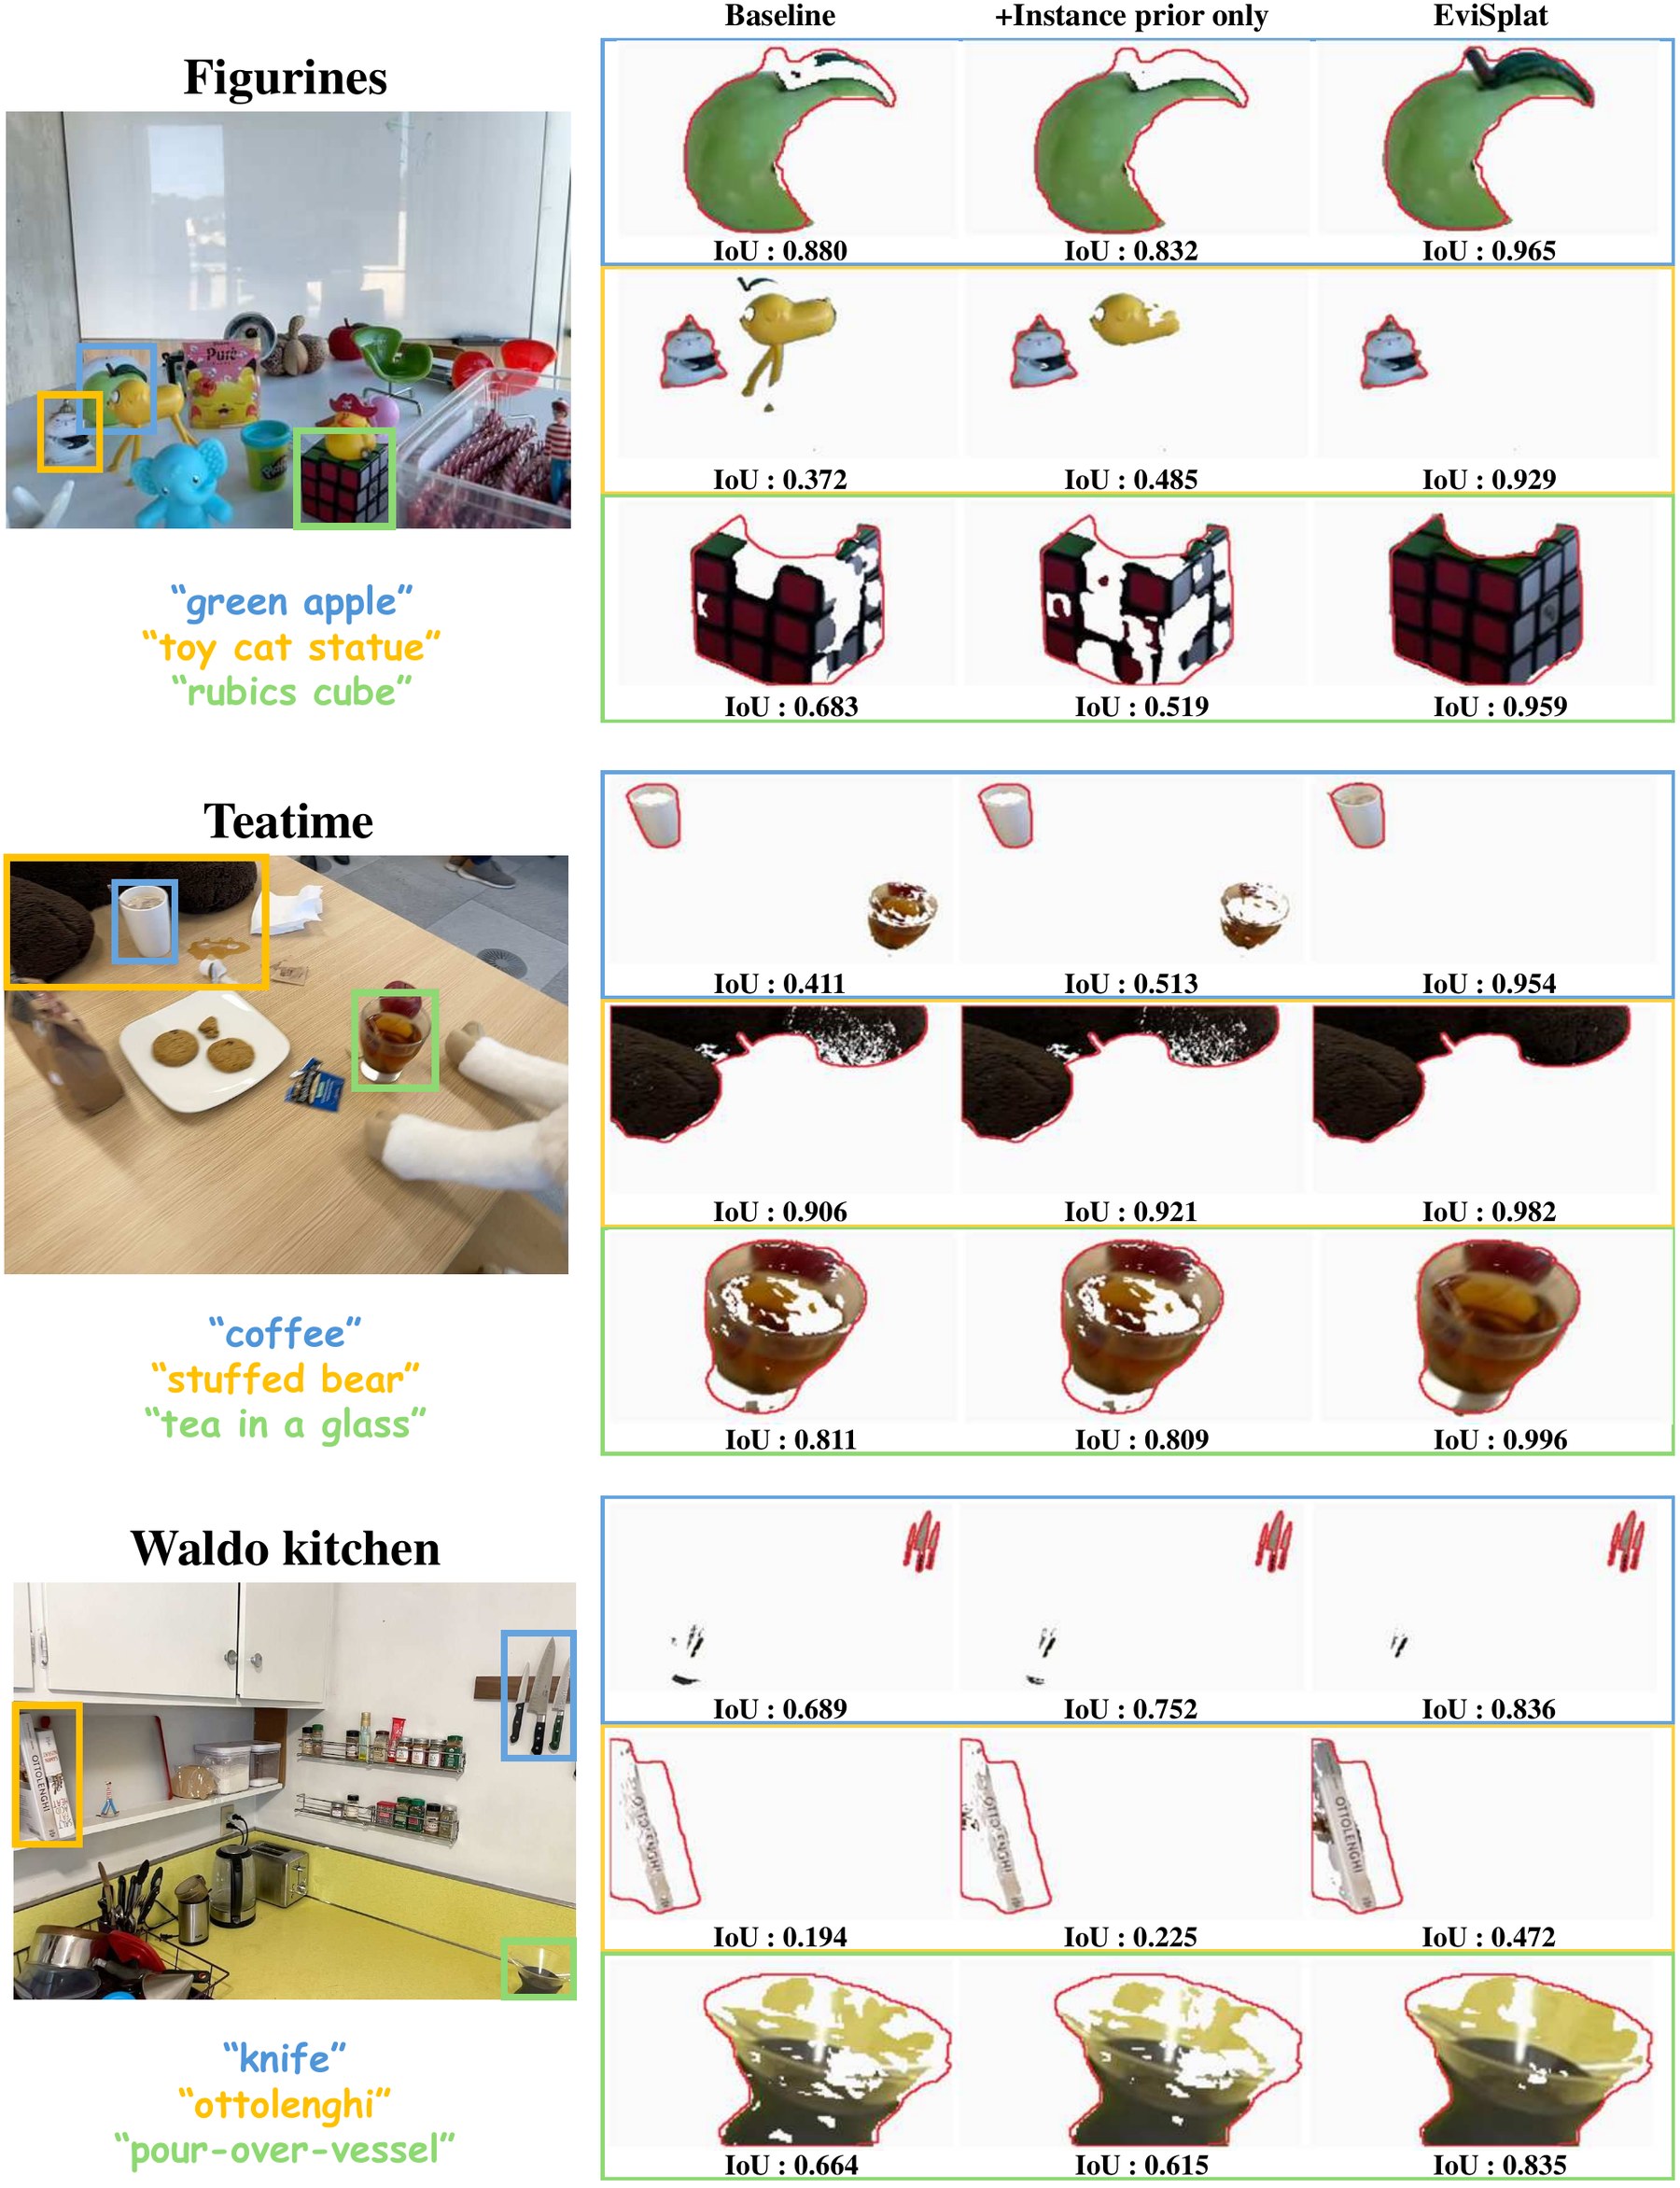 Baseline +Instance prior only EviSplat
Figurines
Pure
IoU : 0.880 IoU : 0.832 IoU : 0.965
IoU : 0.372 IoU : 0.485 IoU : 0.929
“green apple”
“toy cat statue”
“rubics cube”
IoU : 0.683 IoU : 0.519 IoU : 0.959
Teatime
IoU : 0.411 IoU : 0.513 IoU : 0.954
IoU : 0.906 IoU : 0.921 IoU : 0.982
“coffee”
“stuffed bear”
“tea in a glass”
IoU : 0.811 IoU : 0.809 IoU : 0.996
Waldo kitchen
IoU : 0.689 IoU : 0.752 IoU : 0.836
OTTOLENGHI
OTTOLENGHI OTTOLENGHI OTTOLENGHI
IoU : 0.194 IoU : 0.225 IoU : 0.472
“knife”
“ottolenghi”
“pour-over-vessel”
IoU : 0.664 IoU : 0.615 IoU : 0.835